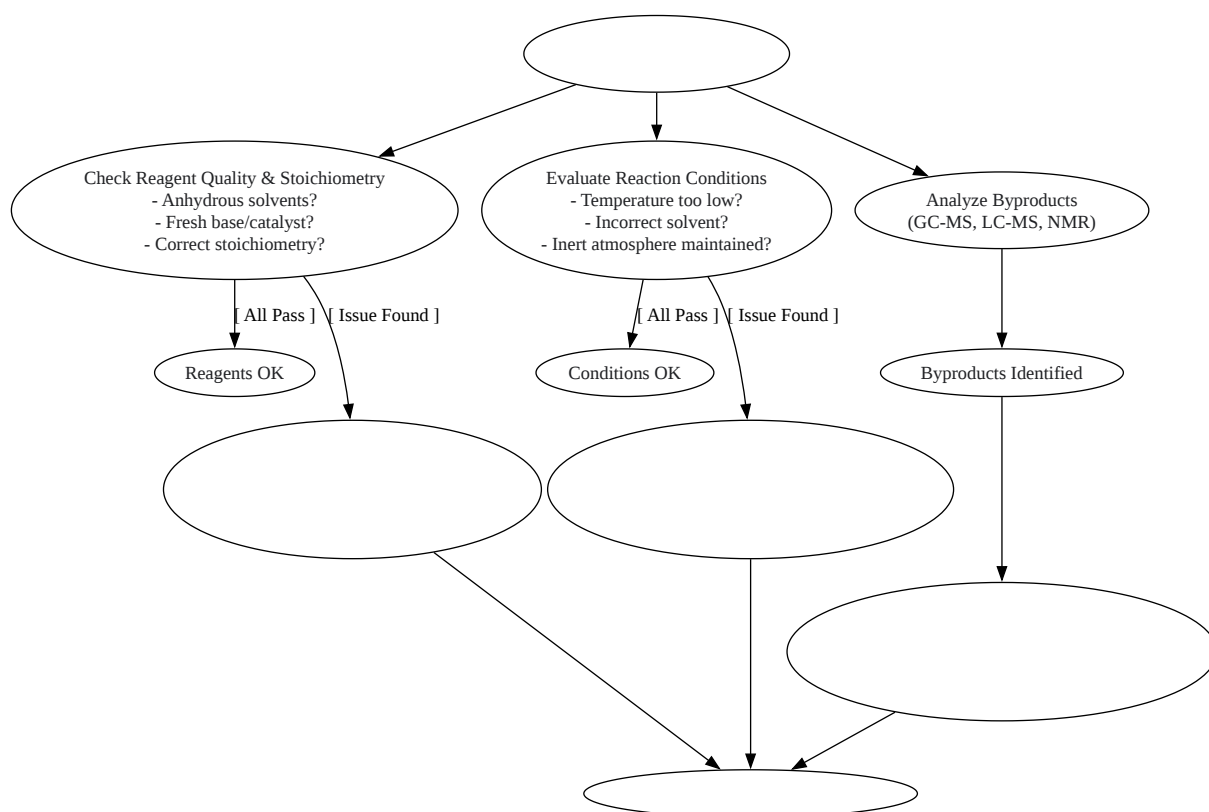 Check Reagent Quality & Stoichiometry
- Anhydrous solvents?
- Fresh base/catalyst?
- Correct stoichiometry?
Evaluate Reaction Conditions
- Temperature too low?
- Incorrect solvent?
- Inert atmosphere maintained?
Analyze Byproducts
(GC-MS, LC-MS, NMR)
[ All Pass ]
[ Issue Found ]
[ All Pass ]
[ Issue Found ]
Reagents OK
Conditions OK
Byproducts Identified